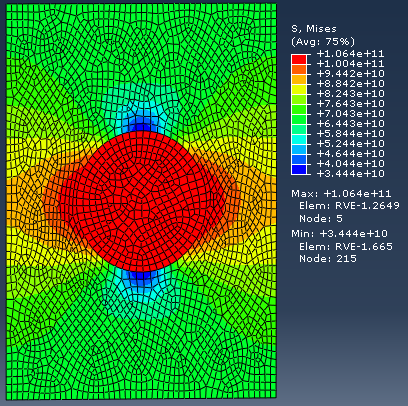 S, Mises
(Avg: 75%)
+1.064e+11
+1.004e+11
+9.442e+10
+8.842e+10
+8.243e+10
+7.643e+10
+7.043e+10
+6.443e+10
+5.844e+10
+5.244e+10
+4.644e+10
+4.044e+10
+3.444e+10
Max: +1.064e+11
Elem: RVE-1.2649
Node: 5
Min: +3.444e+10
Elem: RVE-1.665
Node: 215